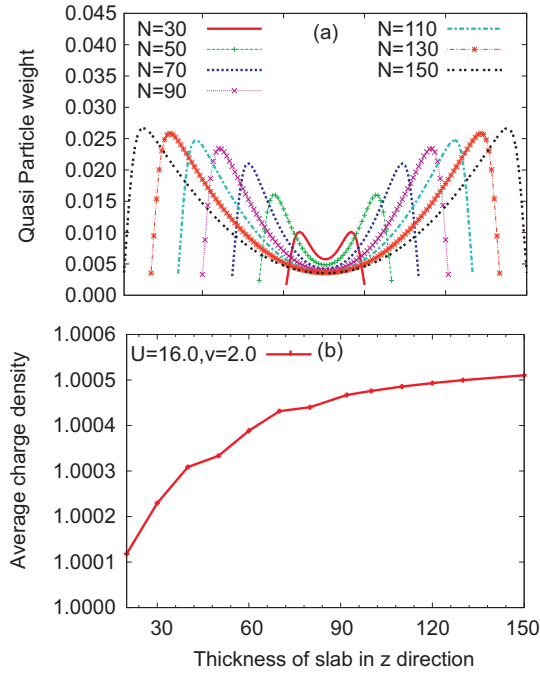 0.045
0.040
0.035
0.030
0.025
0.020
0.015
0.010
0.005
0.000
Quasi Particle weight
N=30
N=50
N=70
N=90
(a)
N=110
N=130
N=150
1.0006
1.0005
1.0004
1.0003
1.0002
1.0001
1.0000
Average charge density
U=16.0,v=2.0
(b)
30 60 90 120 150
Thickness of slab in z direction